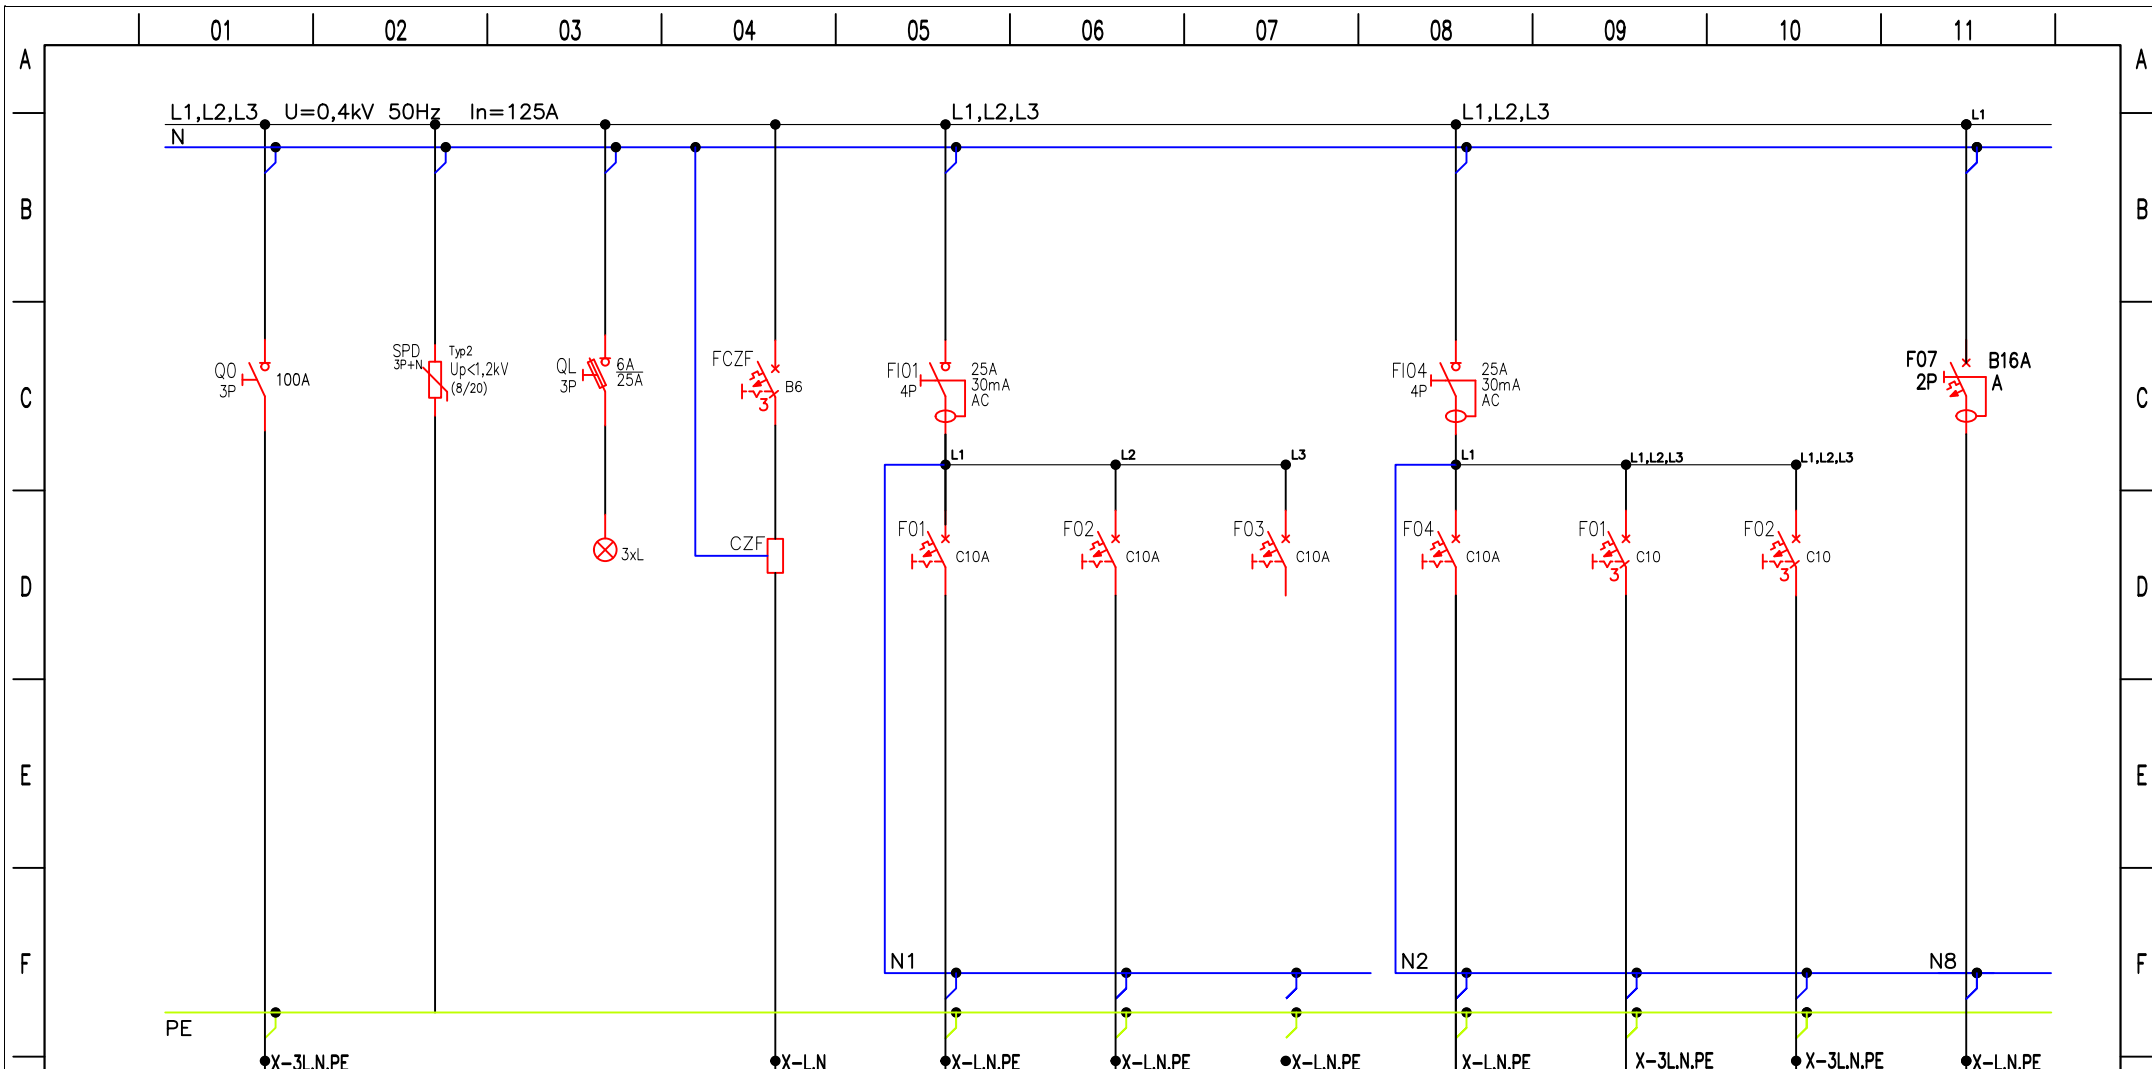 01 02 03 04 05 06 07 08 09 10 11
A A
L1,L2,L3 U=0,4kV 50Hz In=125A L1,L2,L3 L1,L2,L3 L1
N
B B
C C
Q0
3P
100A
SPD
3P+N
Typ2
Up<1,2kV
(8/20)
QL
3P
6A
25A
FCZF
B6
3
FI01
4P
25A
30mA
AC
FI04
4P
25A
30mA
AC
F07
2P
B16A
A
L1 L2 L3 L1 L1,L2,L3 L1,L2,L3
3xL
CZF
F01
C10A
F02
C10A
F03
C10A
F04
C10A
F01
C10
3
F02
C10
3
D D
E E
F F
N1 N2 N8
PE
X-3L.N.PE X-L.N X-L.N.PE X-L.N.PE X-L.N.PE X-L.N.PE X-3L.N.PE X-3L.N.PE X-L.N.PE